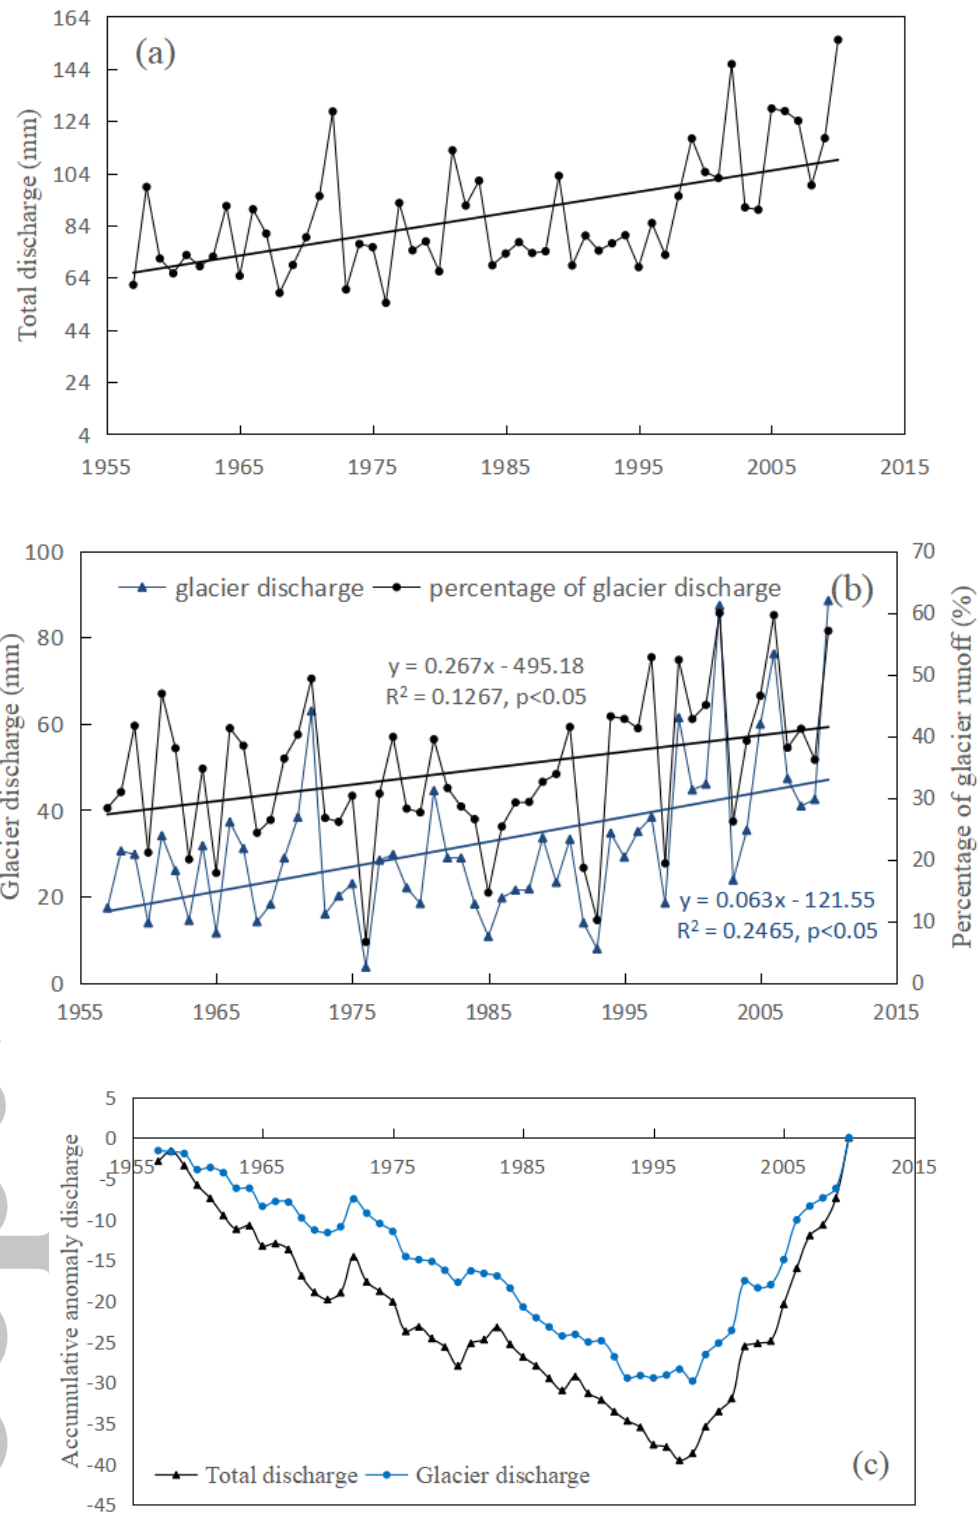 164
(a)
144
124
104
84
64
44
24
4
Total discharge (mm)
1955 1965 1975 1985 1995 2005 2015
100 70
glacier discharge percentage of glacier discharge (b)
60
80
y = 0.267x - 495.18
R² = 0.1267, p<0.05
50
60
40
40
30
20
20
y = 0.063x - 121.55
R² = 0.2465, p<0.05
10
0 0
Glacier discharge (mm)
Percentage of glacier runoff (%)
1955 1965 1975 1985 1995 2005 2015
5
0
1955 1965 1975 1985 1995 2005 2015
-5
-10
-15
-20
-25
-30
-35
-40
-45
Accumulative anomaly discharge
Total discharge Glacier discharge (c)